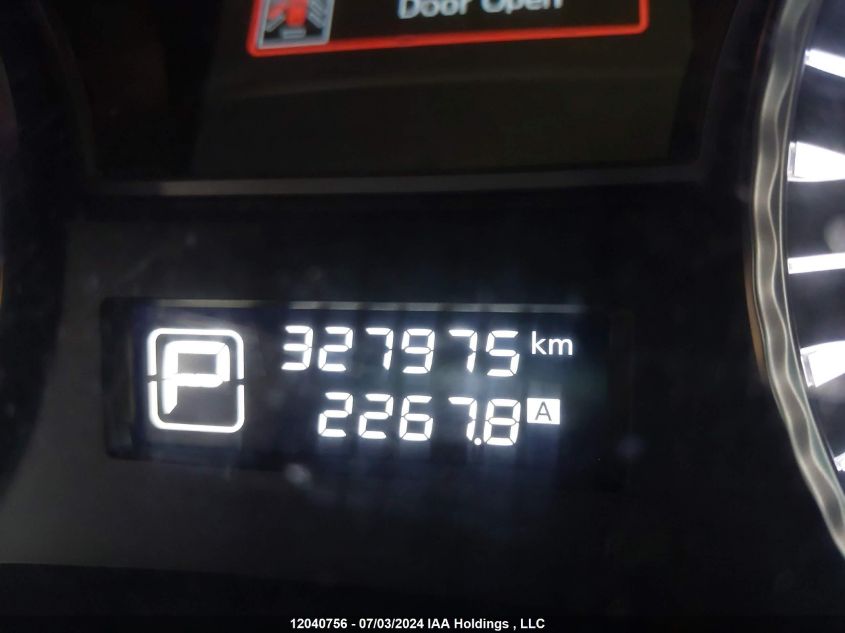 Door Open
P
327975 km
2267.8 A
12040756 - 07/03/2024 IAA Holdings , LLC